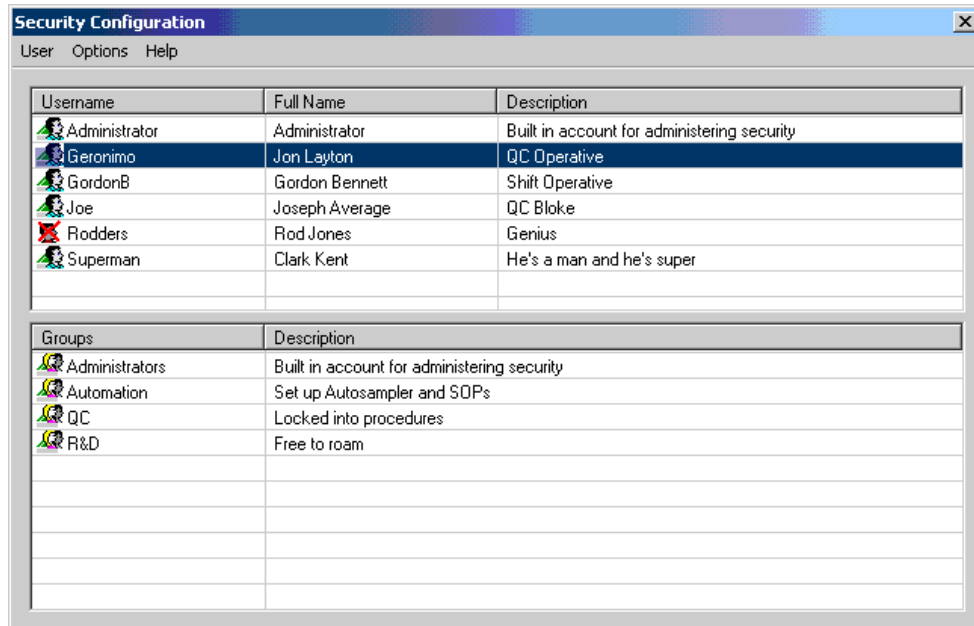 Security Configuration
User Options Help
Username Full Name Description
Administrator Administrator Built in account for administering security
Geronimo Jon Layton QC Operative
GordonB Gordon Bennett Shift Operative
Joe Joseph Average QC Bloke
Rodders Rod Jones Genius
Superman Clark Kent He's a man and he's super
Groups Description
Administrators Built in account for administering security
Automation Set up Autosampler and SOPs
QC Locked into procedures
R&D Free to roam